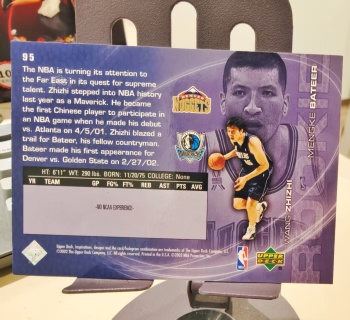 95
The NBA is turning its attention to
the Far East in its quest for supreme
talent. Zhizhi stepped into NBA history
last year as a Maverick. He became
the first Chinese player to participate in
an NBA game when he made his debut
vs. Atlanta on 4/5/01. Zhizhi blazed a
trail for Bateer, his fellow countryman.
Bateer made his first appearance for
Denver vs. Golden State on 2/27/02.
HT: 6'11" WT: 290 lbs. BORN: 11/20/75 COLLEGE: None
YR TEAM GP FG% FT% REB AST PTS AVG
-NO NCAA EXPERIENCE-
NUGGETS
MENGKE BATEER
WANG ZHIZHI
NBA
UPPER DECK